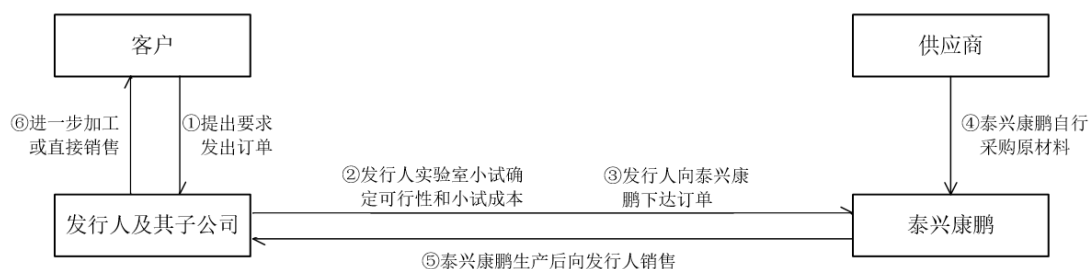 客户
供应商
⑥进一步加工
或直接销售
①提出要求
发出订单
④泰兴康鹏自行
采购原材料
②发行人实验室小试确
定可行性和小试成本
③发行人向泰兴康
鹏下达订单
发行人及其子公司
泰兴康鹏
⑤泰兴康鹏生产后向发行人销售